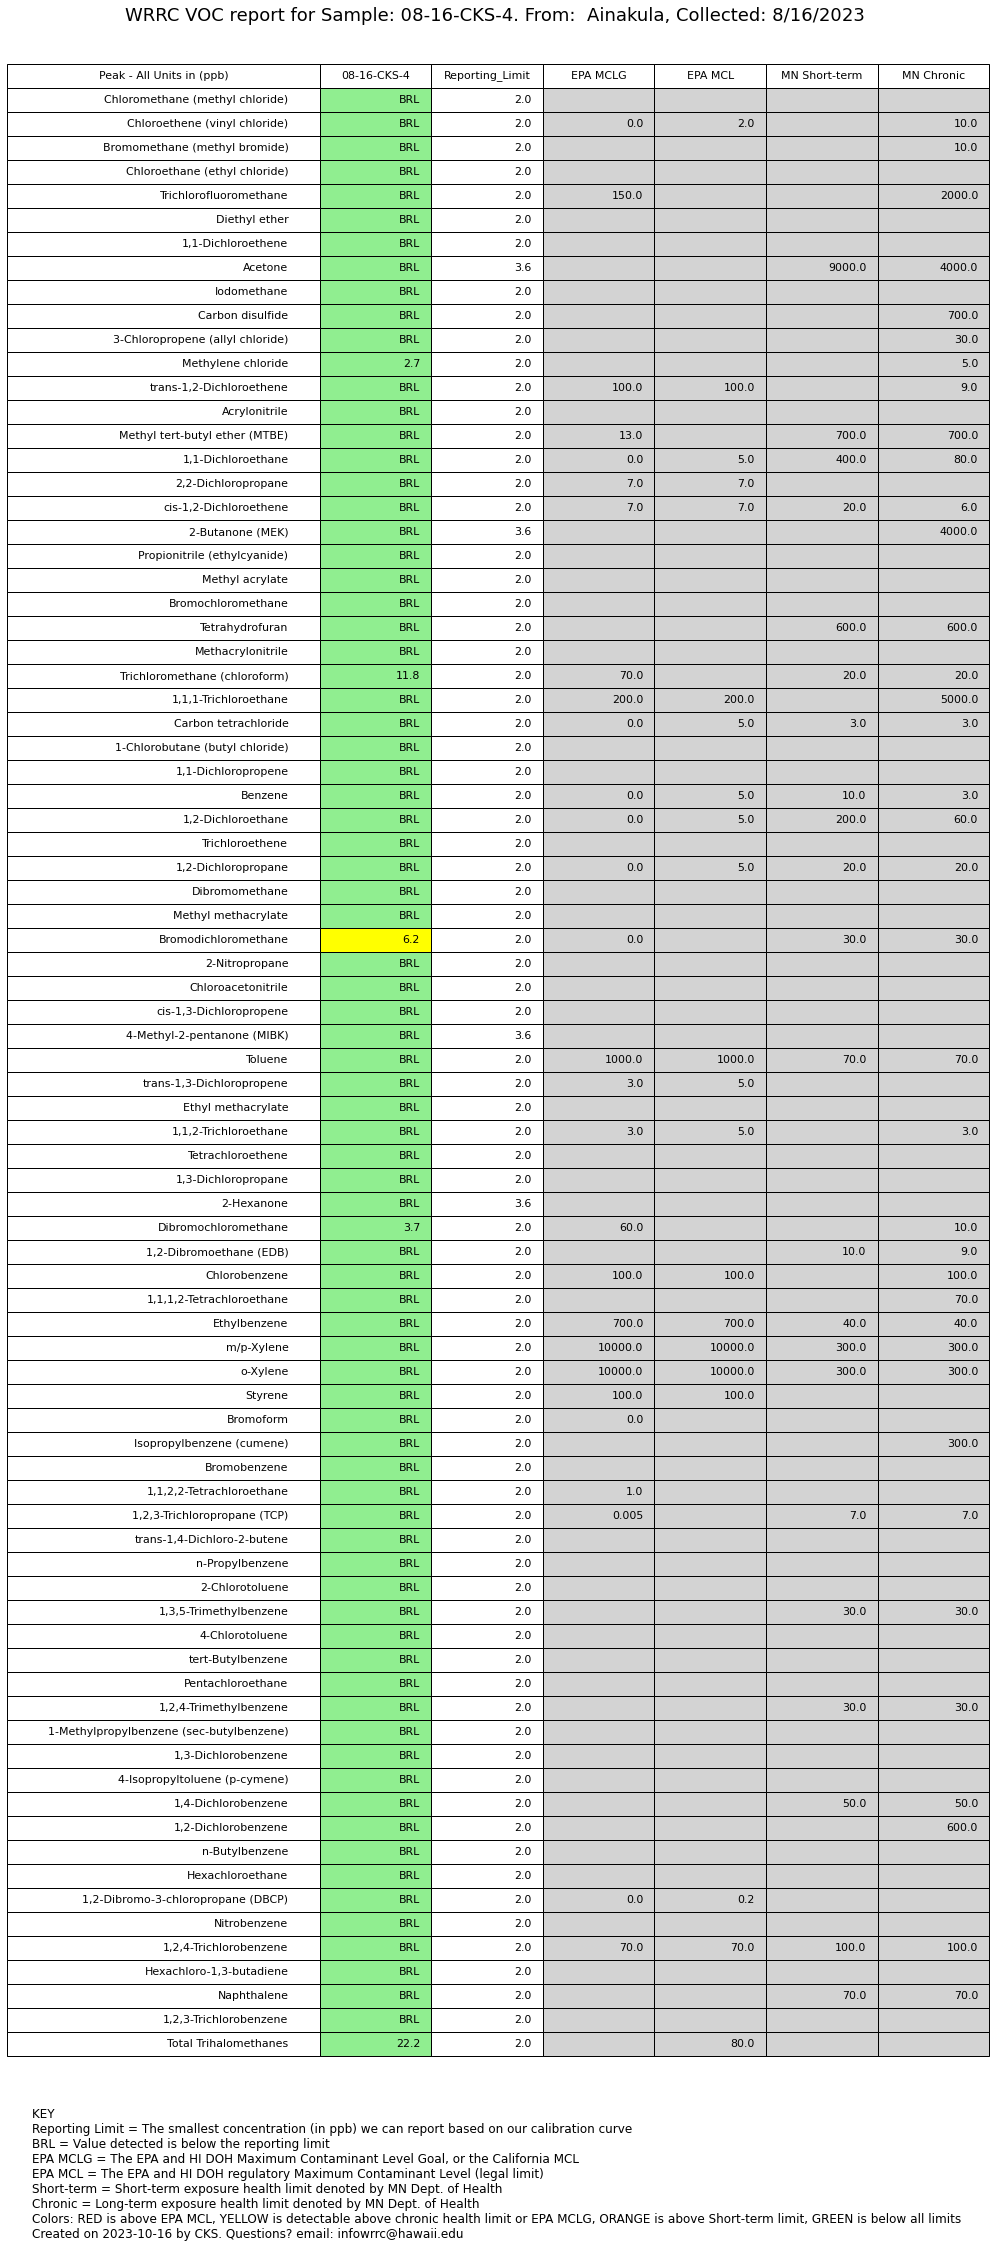 WRRC VOC report for Sample: 08-16-CKS-4. From:  Ainakula, Collected: 8/16/2023
Peak - All Units in (ppb) 08-16-CKS-4 Reporting_Limit EPA MCLG EPA MCL MN Short-term MN Chronic
Chloromethane (methyl chloride) BRL 2.0
Chloroethene (vinyl chloride) BRL 2.0 0.0 2.0 10.0
Bromomethane (methyl bromide) BRL 2.0 10.0
Chloroethane (ethyl chloride) BRL 2.0
Trichlorofluoromethane BRL 2.0 150.0 2000.0
Diethyl ether BRL 2.0
1,1-Dichloroethene BRL 2.0
Acetone BRL 3.6 9000.0 4000.0
Iodomethane BRL 2.0
Carbon disulfide BRL 2.0 700.0
3-Chloropropene (allyl chloride) BRL 2.0 30.0
Methylene chloride 2.7 2.0 5.0
trans-1,2-Dichloroethene BRL 2.0 100.0 100.0 9.0
Acrylonitrile BRL 2.0
Methyl tert-butyl ether (MTBE) BRL 2.0 13.0 700.0 700.0
1,1-Dichloroethane BRL 2.0 0.0 5.0 400.0 80.0
2,2-Dichloropropane BRL 2.0 7.0 7.0
cis-1,2-Dichloroethene BRL 2.0 7.0 7.0 20.0 6.0
2-Butanone (MEK) BRL 3.6 4000.0
Propionitrile (ethylcyanide) BRL 2.0
Methyl acrylate BRL 2.0
Bromochloromethane BRL 2.0
Tetrahydrofuran BRL 2.0 600.0 600.0
Methacrylonitrile BRL 2.0
Trichloromethane (chloroform) 11.8 2.0 70.0 20.0 20.0
1,1,1-Trichloroethane BRL 2.0 200.0 200.0 5000.0
Carbon tetrachloride BRL 2.0 0.0 5.0 3.0 3.0
1-Chlorobutane (butyl chloride) BRL 2.0
1,1-Dichloropropene BRL 2.0
Benzene BRL 2.0 0.0 5.0 10.0 3.0
1,2-Dichloroethane BRL 2.0 0.0 5.0 200.0 60.0
Trichloroethene BRL 2.0
1,2-Dichloropropane BRL 2.0 0.0 5.0 20.0 20.0
Dibromomethane BRL 2.0
Methyl methacrylate BRL 2.0
Bromodichloromethane 6.2 2.0 0.0 30.0 30.0
2-Nitropropane BRL 2.0
Chloroacetonitrile BRL 2.0
cis-1,3-Dichloropropene BRL 2.0
4-Methyl-2-pentanone (MIBK) BRL 3.6
Toluene BRL 2.0 1000.0 1000.0 70.0 70.0
trans-1,3-Dichloropropene BRL 2.0 3.0 5.0
Ethyl methacrylate BRL 2.0
1,1,2-Trichloroethane BRL 2.0 3.0 5.0 3.0
Tetrachloroethene BRL 2.0
1,3-Dichloropropane BRL 2.0
2-Hexanone BRL 3.6
Dibromochloromethane 3.7 2.0 60.0 10.0
1,2-Dibromoethane (EDB) BRL 2.0 10.0 9.0
Chlorobenzene BRL 2.0 100.0 100.0 100.0
1,1,1,2-Tetrachloroethane BRL 2.0 70.0
Ethylbenzene BRL 2.0 700.0 700.0 40.0 40.0
m/p-Xylene BRL 2.0 10000.0 10000.0 300.0 300.0
o-Xylene BRL 2.0 10000.0 10000.0 300.0 300.0
Styrene BRL 2.0 100.0 100.0
Bromoform BRL 2.0 0.0
Isopropylbenzene (cumene) BRL 2.0 300.0
Bromobenzene BRL 2.0
1,1,2,2-Tetrachloroethane BRL 2.0 1.0
1,2,3-Trichloropropane (TCP) BRL 2.0 0.005 7.0 7.0
trans-1,4-Dichloro-2-butene BRL 2.0
n-Propylbenzene BRL 2.0
2-Chlorotoluene BRL 2.0
1,3,5-Trimethylbenzene BRL 2.0 30.0 30.0
4-Chlorotoluene BRL 2.0
tert-Butylbenzene BRL 2.0
Pentachloroethane BRL 2.0
1,2,4-Trimethylbenzene BRL 2.0 30.0 30.0
1-Methylpropylbenzene (sec-butylbenzene) BRL 2.0
1,3-Dichlorobenzene BRL 2.0
4-Isopropyltoluene (p-cymene) BRL 2.0
1,4-Dichlorobenzene BRL 2.0 50.0 50.0
1,2-Dichlorobenzene BRL 2.0 600.0
n-Butylbenzene BRL 2.0
Hexachloroethane BRL 2.0
1,2-Dibromo-3-chloropropane (DBCP) BRL 2.0 0.0 0.2
Nitrobenzene BRL 2.0
1,2,4-Trichlorobenzene BRL 2.0 70.0 70.0 100.0 100.0
Hexachloro-1,3-butadiene BRL 2.0
Naphthalene BRL 2.0 70.0 70.0
1,2,3-Trichlorobenzene BRL 2.0
Total Trihalomethanes 22.2 2.0 80.0
KEY
Reporting Limit = The smallest concentration (in ppb) we can report based on our calibration curve
BRL = Value detected is below the reporting limit
EPA MCLG = The EPA and HI DOH Maximum Contaminant Level Goal, or the California MCL
EPA MCL = The EPA and HI DOH regulatory Maximum Contaminant Level (legal limit)
Short-term = Short-term exposure health limit denoted by MN Dept. of Health
Chronic = Long-term exposure health limit denoted by MN Dept. of Health
Colors: RED is above EPA MCL, YELLOW is detectable above chronic health limit or EPA MCLG, ORANGE is above Short-term limit, GREEN is below all limits
Created on 2023-10-16 by CKS. Questions? email: infowrrc@hawaii.edu